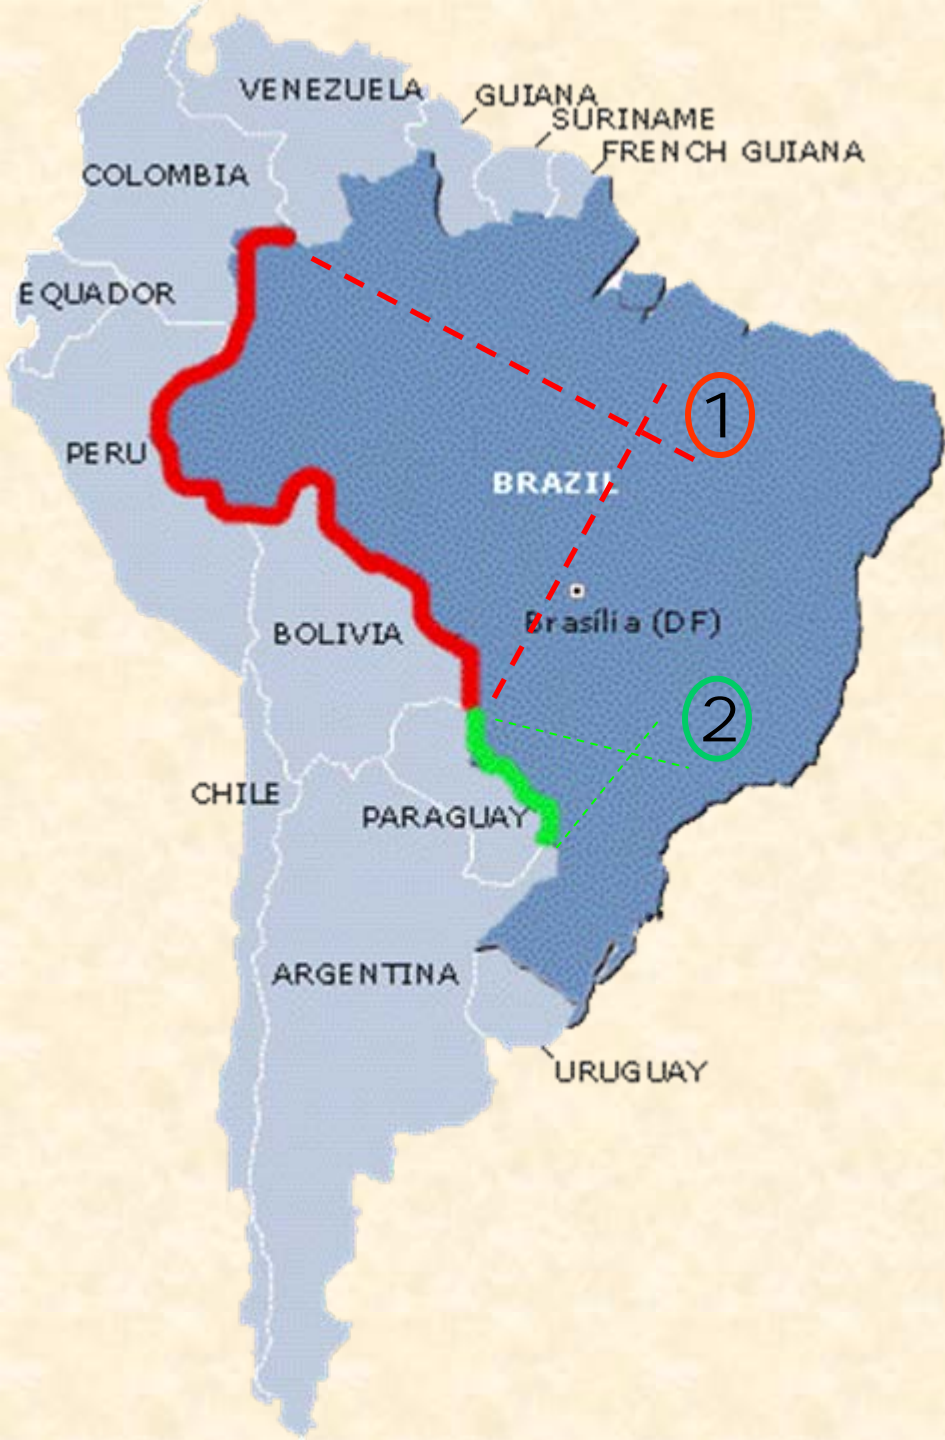 VENEZUELA
GUIANA
SURINAME
FRENCH GUIANA
COLOMBIA
EQUADOR
1
PERU
BRAZIL
Brasília (DF)
BOLIVIA
2
CHILE
PARAGUAY
ARGENTINA
URUGUAY